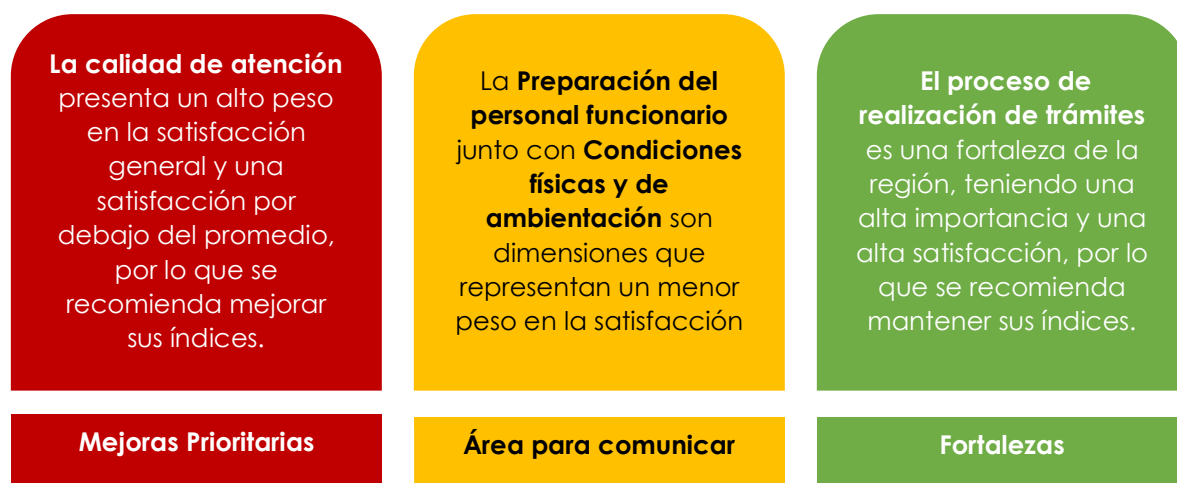 La calidad de atención
presenta un alto peso
en la satisfacción
general y una
satisfacción por
debajo del promedio,
por lo que se
recomienda mejorar
sus índices.
Mejoras Prioritarias
La Preparación del
personal funcionario
junto con Condiciones
físicas y de
ambientación son
dimensiones que
representan un menor
peso en la satisfacción
Área para comunicar
El proceso de
realización de trámites
es una fortaleza de la
región, teniendo una
alta importancia y una
alta satisfacción, por lo
que se recomienda
mantener sus índices.
Fortalezas